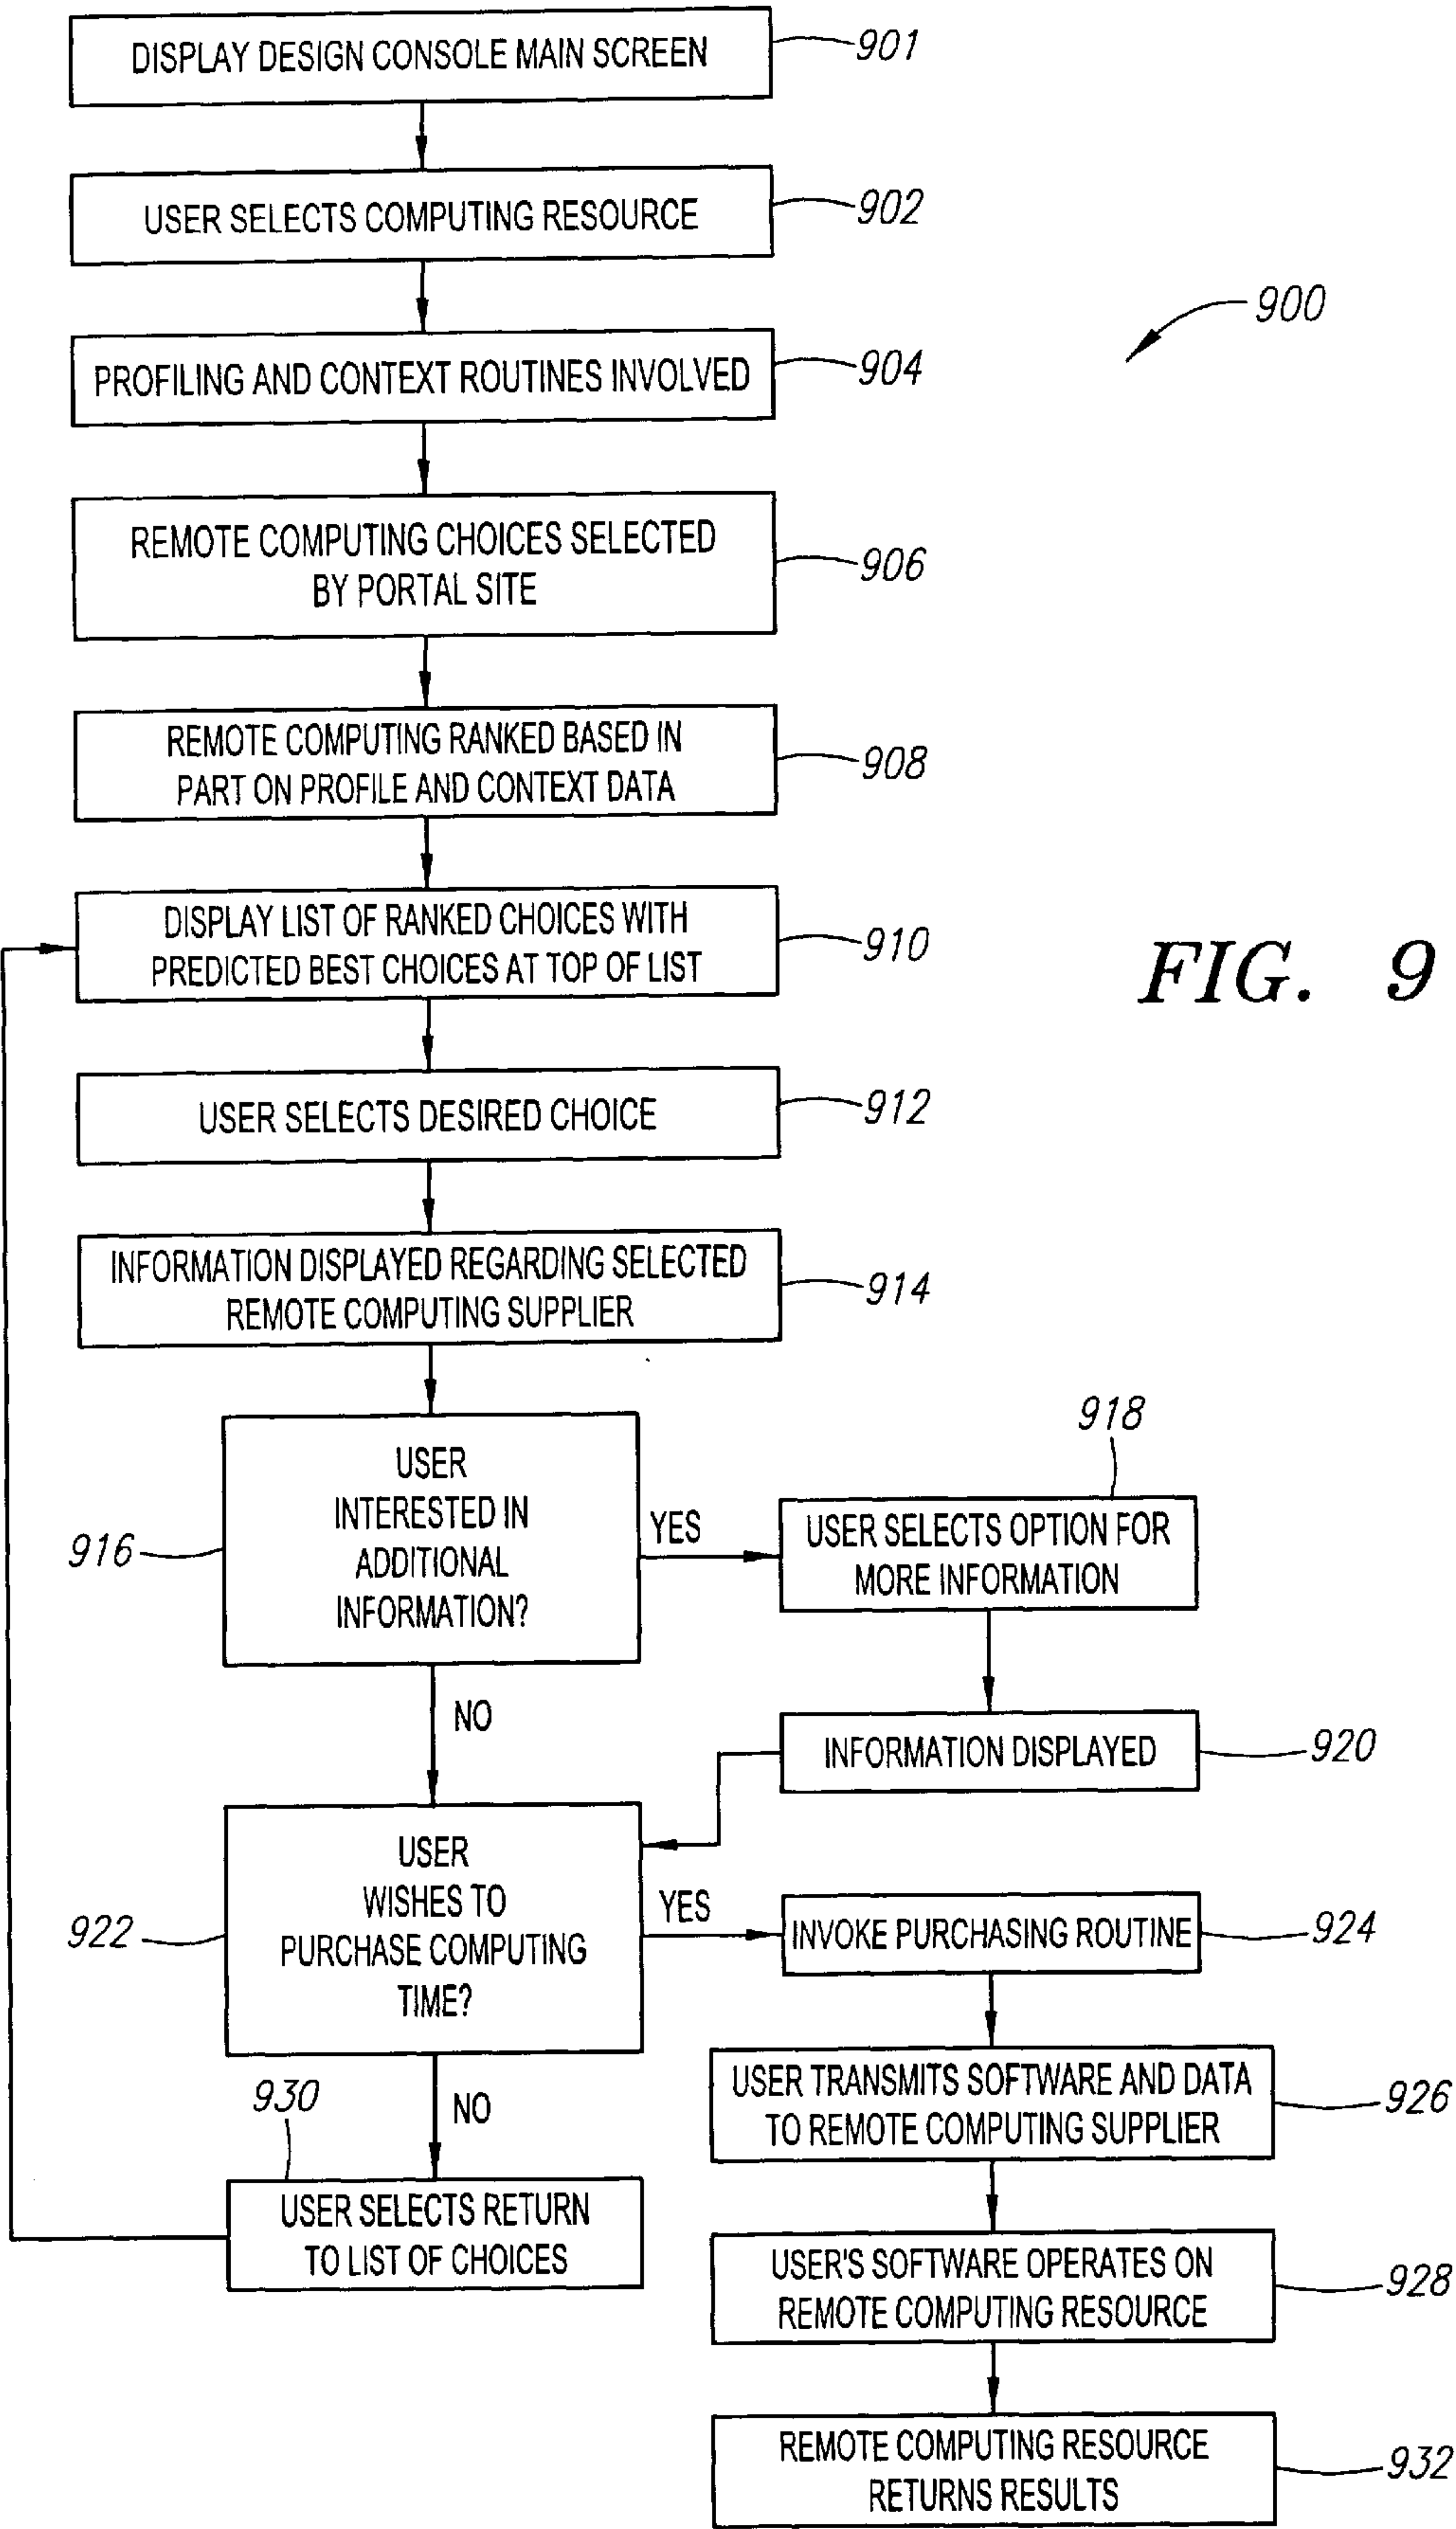 DISPLAY DESIGN CONSOLE MAIN SCREEN
901
USER SELECTS COMPUTING RESOURCE
902
900
PROFILING AND CONTEXT ROUTINES INVOLVED
904
REMOTE COMPUTING CHOICES SELECTED
BY PORTAL SITE
906
REMOTE COMPUTING RANKED BASED IN
PART ON PROFILE AND CONTEXT DATA
908
DISPLAY LIST OF RANKED CHOICES WITH
PREDICTED BEST CHOICES AT TOP OF LIST
910
FIG. 9
USER SELECTS DESIRED CHOICE
912
INFORMATION DISPLAYED REGARDING SELECTED
REMOTE COMPUTING SUPPLIER
914
USER
INTERESTED IN
ADDITIONAL
INFORMATION?
916
YES
918
USER SELECTS OPTION FOR
MORE INFORMATION
NO
INFORMATION DISPLAYED
920
USER
WISHES TO
PURCHASE COMPUTING
TIME?
922
YES
INVOKE PURCHASING ROUTINE
924
NO
USER TRANSMITS SOFTWARE AND DATA
TO REMOTE COMPUTING SUPPLIER
926
930
USER SELECTS RETURN
TO LIST OF CHOICES
USER'S SOFTWARE OPERATES ON
REMOTE COMPUTING RESOURCE
928
REMOTE COMPUTING RESOURCE
RETURNS RESULTS
932